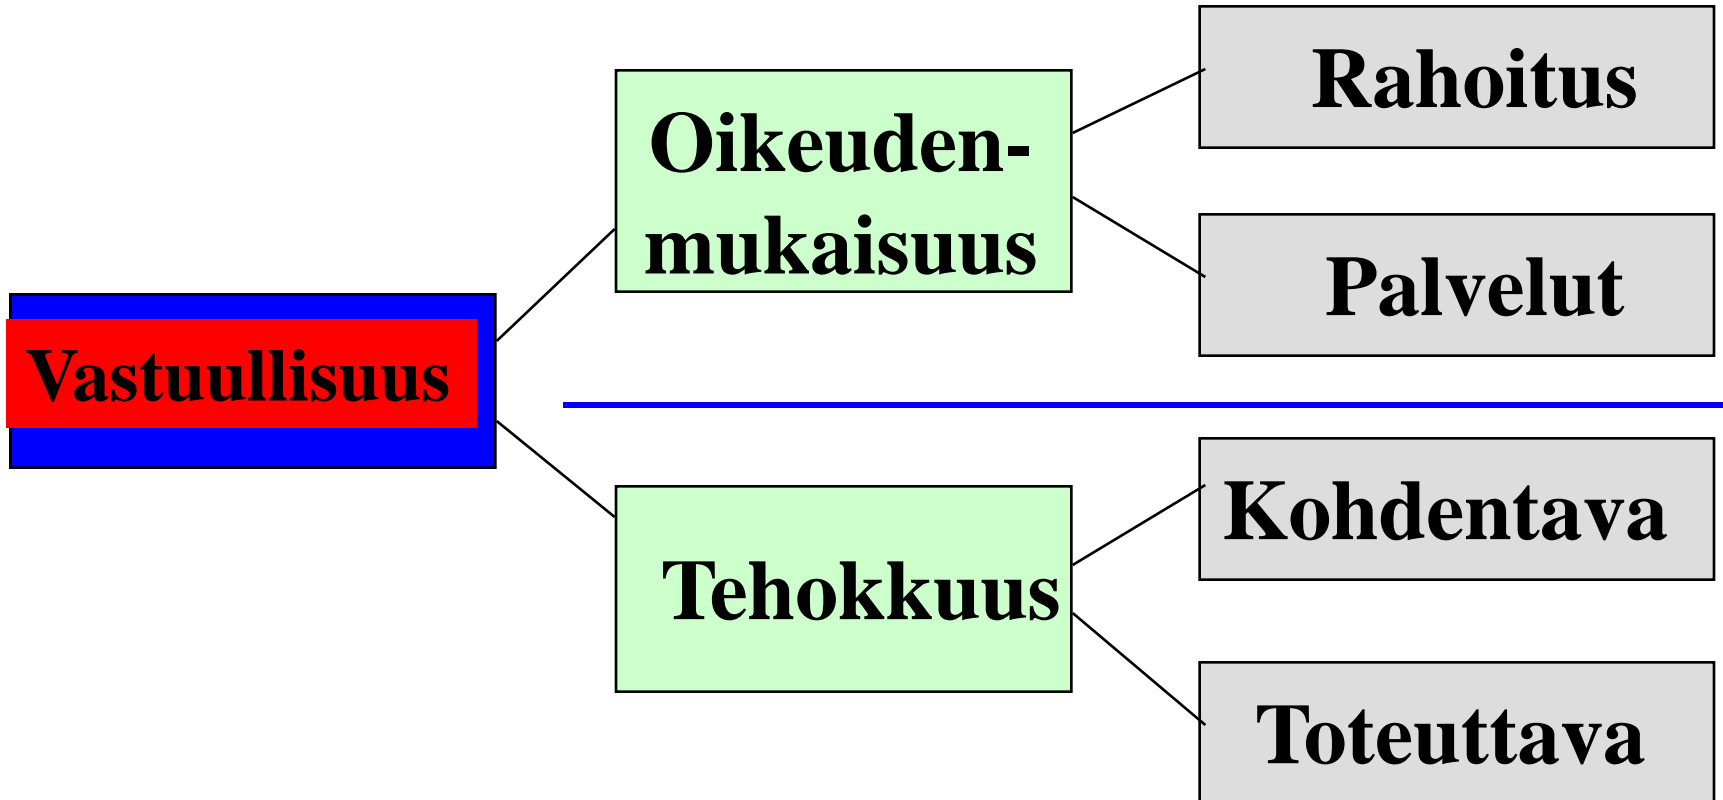 Vastuullisuus
Oikeuden-
mukaisuus
Rahoitus
Palvelut
Tehokkuus
Kohdentava
Toteuttava